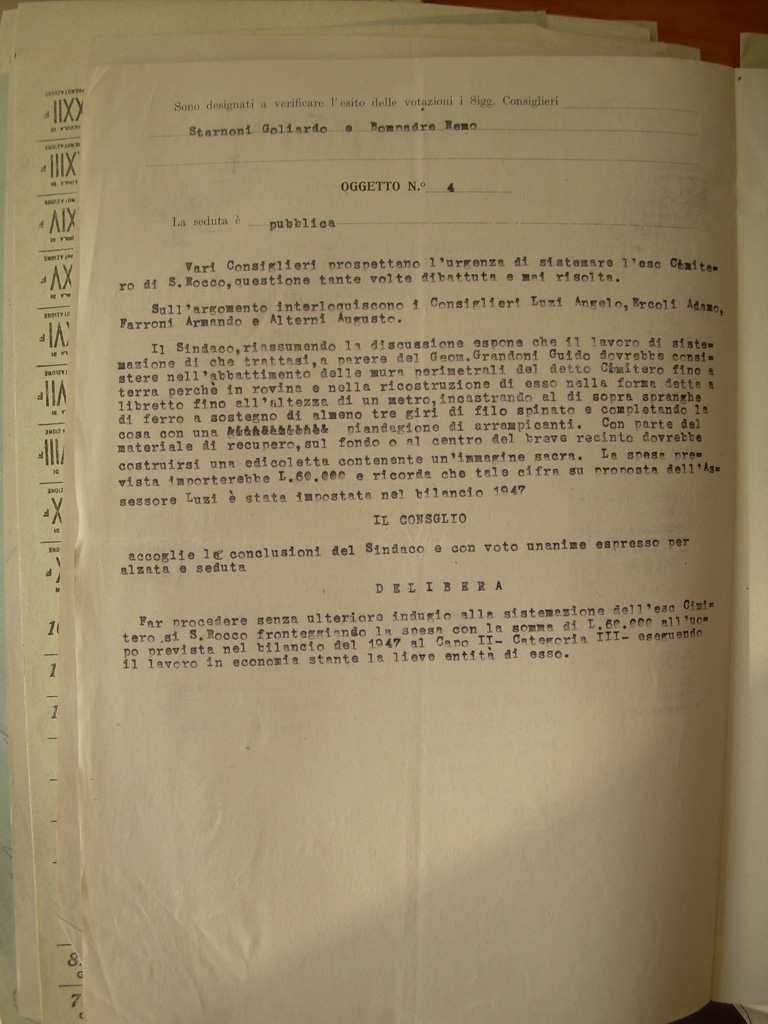 Sono designati a verificare l'esito delle votazioni i Sigg. Consiglieri
Starnoni Goliardo e Bompadre Remo
OGGETTO N.º 4
La seduta è pubblica
Vari Consiglieri prospettano l'urgenza di sistemare l'esc Cimite=
ro di S.Rocco,questione tante volte dibattuta e mai risolta.
Sull'argomento interloquiscono i Consiglieri Luzi Angelo,Ercoli Adamo,
Farroni Armando e Alterni Augusto.
Il Sindaco,riassumendo la discussione espone che il lavoro di siste=
mazione di che trattasi,a parere del Geom.Grandoni Guido dovrebbe consi=
stere nell'abbattimento delle mura perimetrali del detto Cimitero fino a
terra perchè in rovina e nella ricostruzione di esso nella forma detta a
libretto fino all'altezza di un metro,incastrando al di sopra spranghe
di ferro a sostegno di almeno tre giri di filo spinato e completando la
cosa con una piandagione di arrampicanti. Con parte del
materiale di recupero,sul fondo o al centro del breve recinto dovrebbe
costruirsi una edicoletta contenente un'immagine sacra. La spesa pre=
vista importerebbe L.60.000 e ricorda che tale cifra su proposta dell'As=
sessore Luzi è stata impostata nel bilancio 1947
IL CONSGLIO
accoglie le conclusioni del Sindaco e con voto unanime espresso per
alzata e seduta
D E L I B E R A
Far procedere senza ulteriore indugio alla sistemazione dell'esc Cimi=
tero si S.Rocco fronteggiando la spesa con la somma di L.60.000 all'uo=
po prevista nel bilancio del 1947 al Capo II- Categoria III- eseguendo
il lavoro in economia stante la lieve entità di esso.
XXII
XIII
XIV
XV